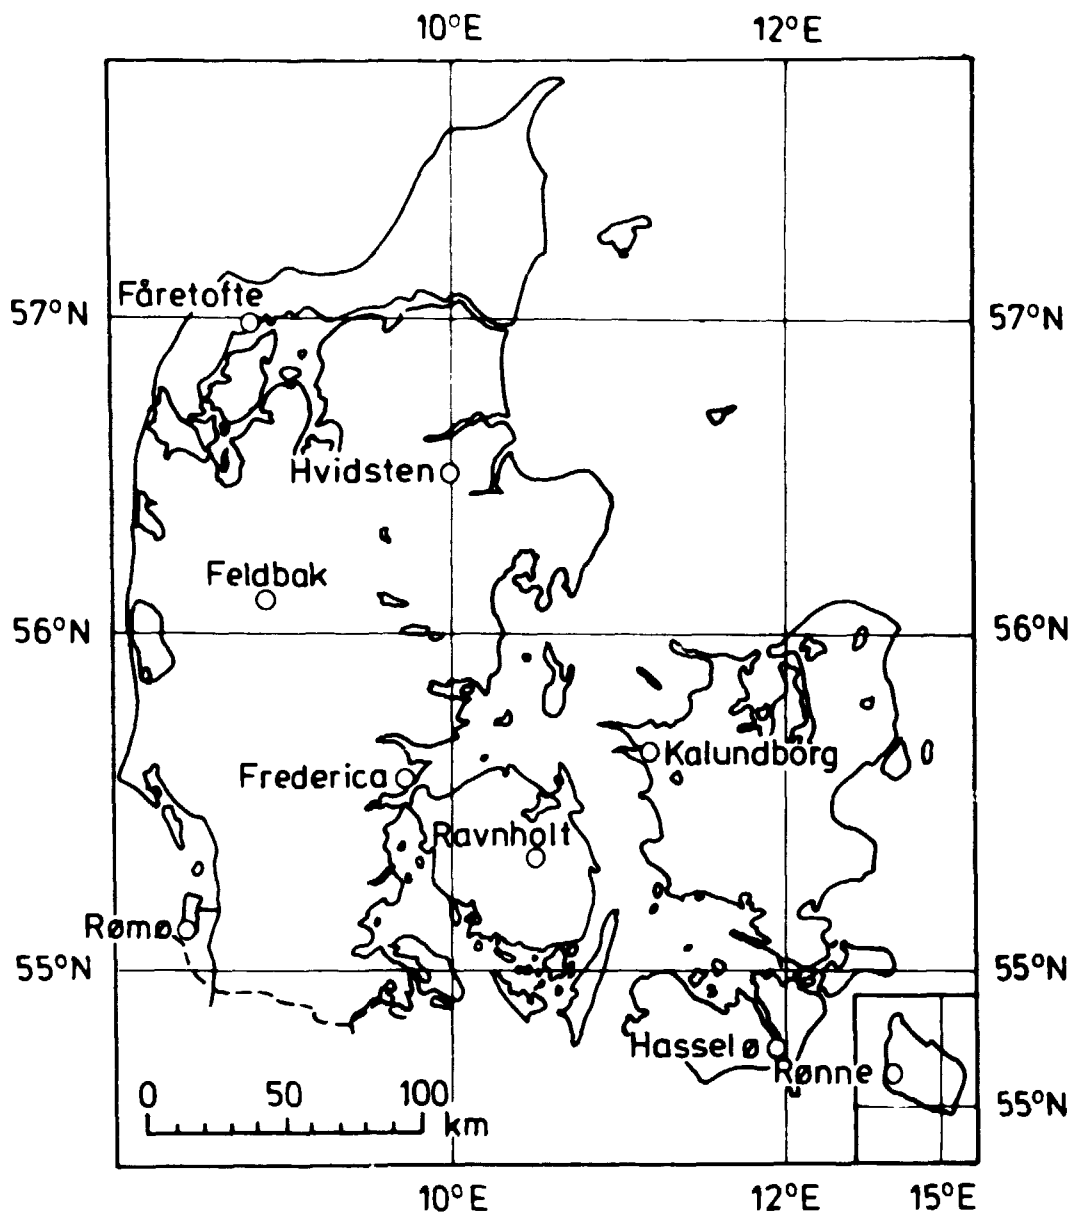 10°E 12°E
Fåretofte
57°N 57°N
Hvidsten
Feldbak
56°N 56°N
Kalundborg
Frederica
Ravnholt
Rømø
55°N 55°N
Hasselø
Rønne
0 50 100
km
55°N
10°E 12°E 15°E